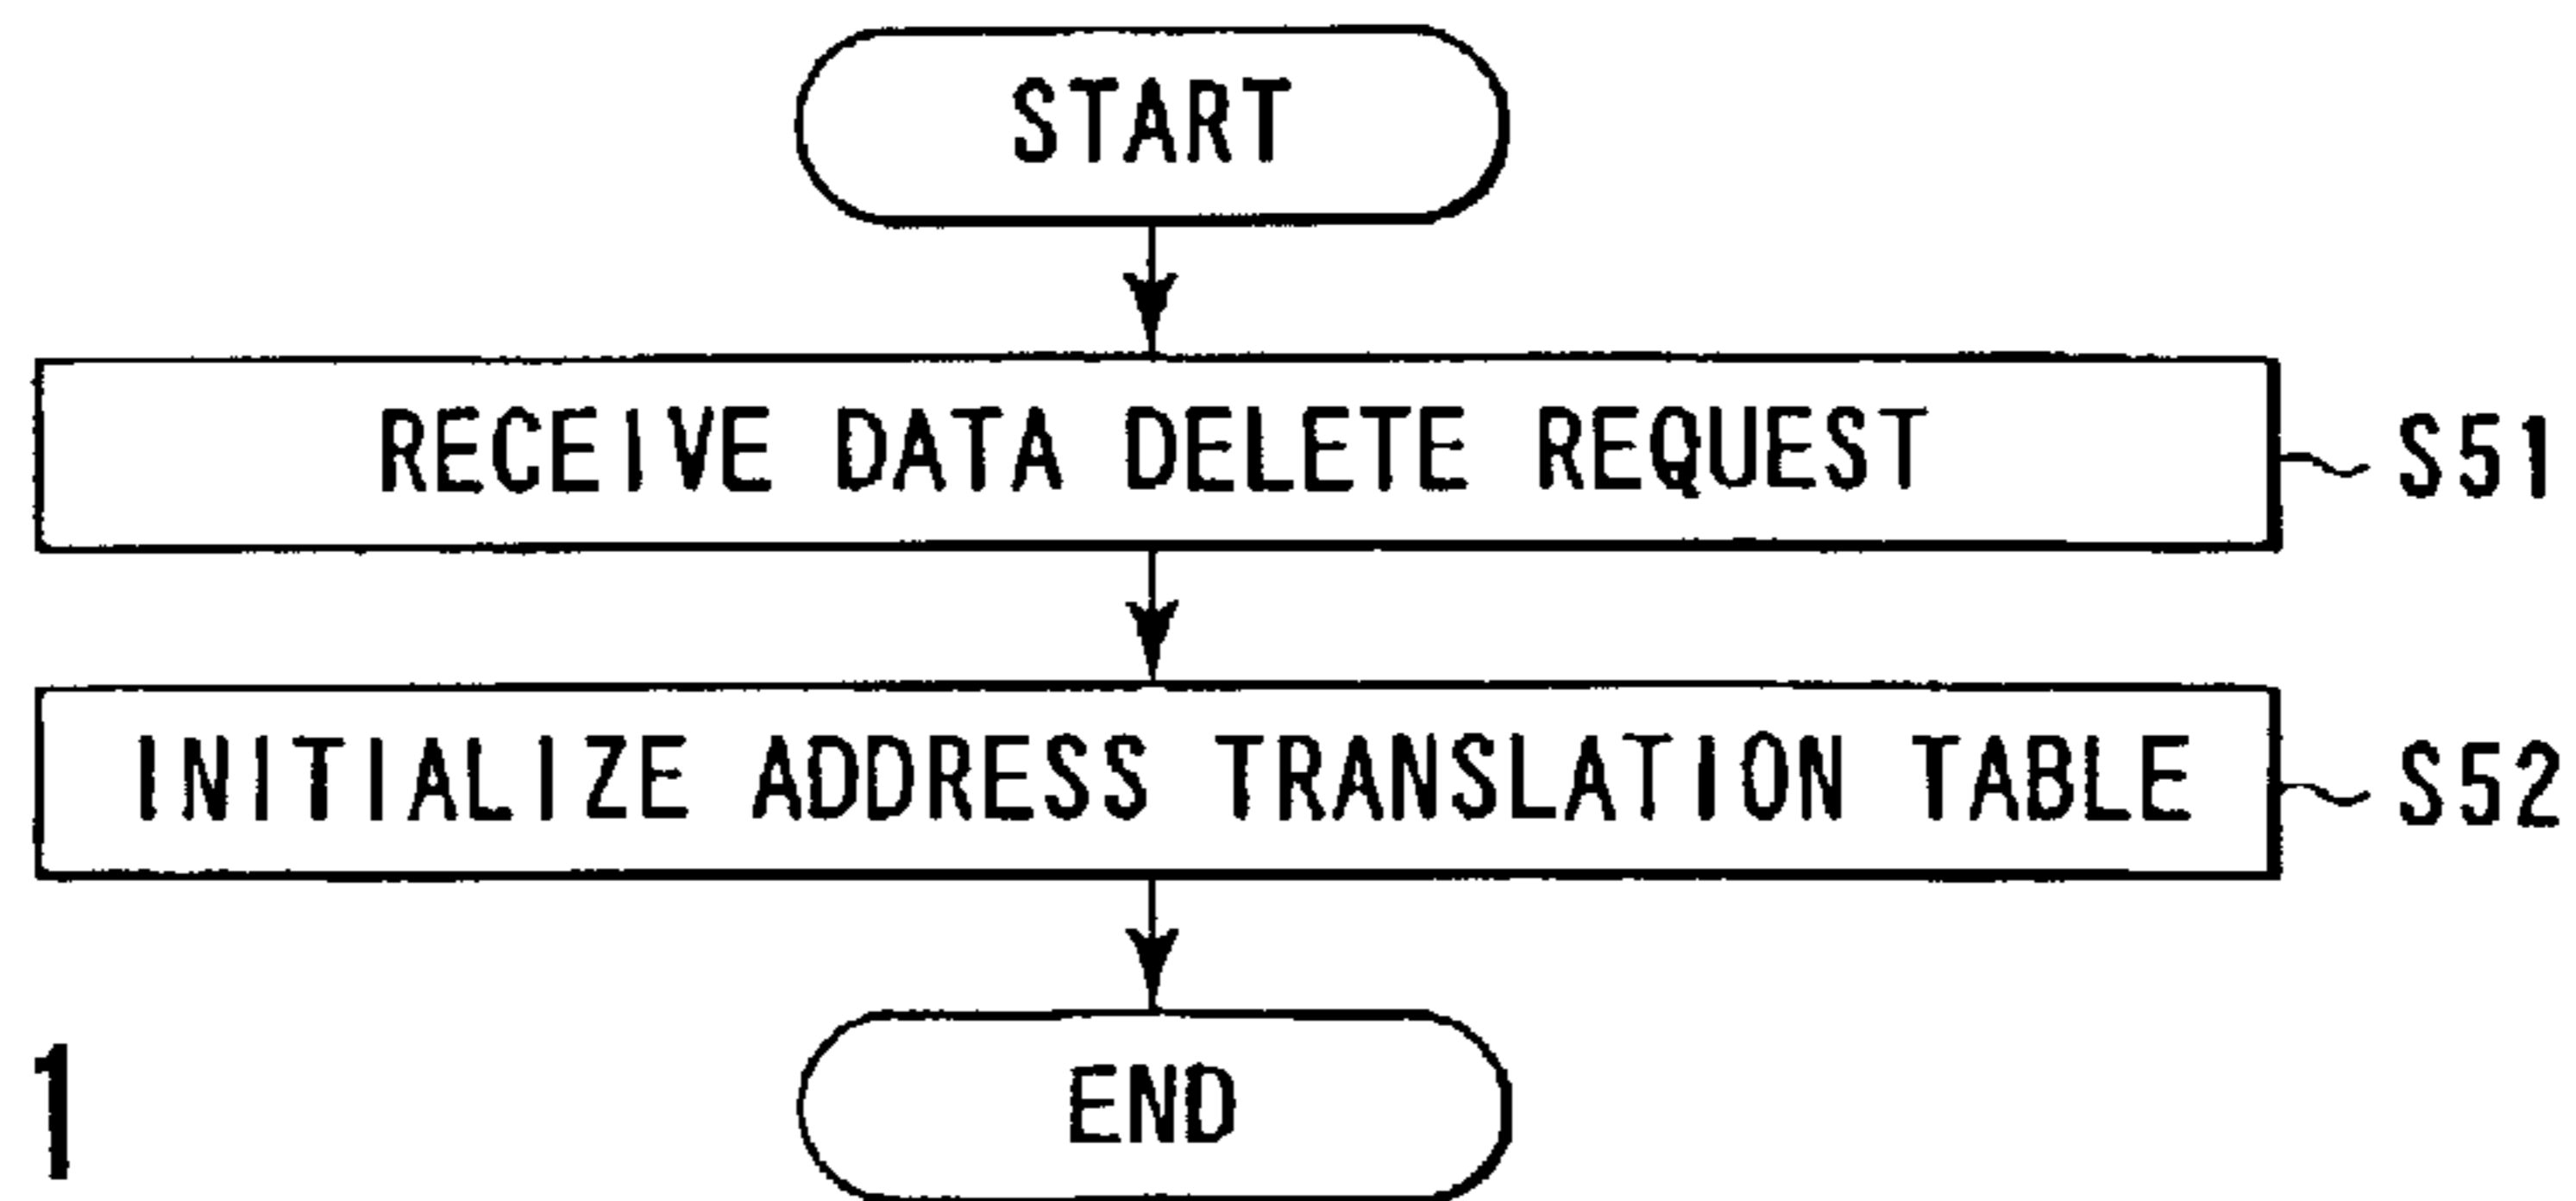 START
RECEIVE DATA DELETE REQUEST
S51
INITIALIZE ADDRESS TRANSLATION TABLE
S52
END
1